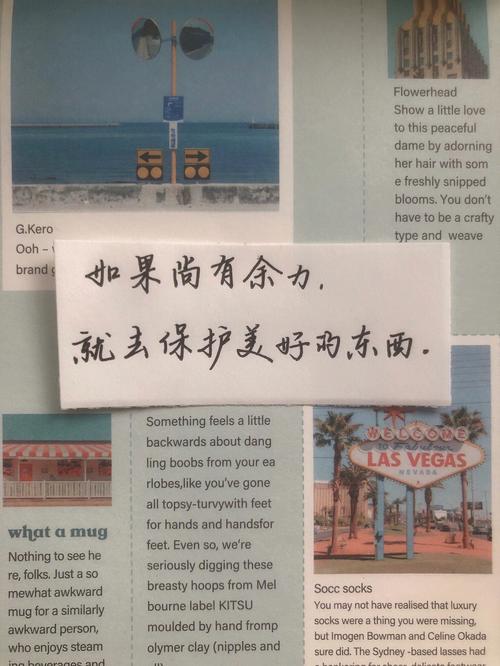 Flowerhead
Show a little love
to this peaceful
dame by adorning
her hair with som
e freshly snipped
blooms. You don't
have to be a crafty
type and weave
G.Kero
Ooh –
brand
如果尚有余力，
就去保护美好的东西.
what a mug
Nothing to see he
re, folks. Just a so
mewhat awkward
mug for a similarly
awkward person,
who enjoys steam
ing beverages and
Something feels a little
backwards about dang
ling boobs from your ea
rlobes,like you've gone
all topsy-turvywith feet
for hands and handsfor
feet. Even so, we're
seriously digging these
breasty hoops from Mel
bourne label KITSU
moulded by hand fromp
olymer clay (nipples and
WELCOME
TO Fabulous
LAS VEGAS
NEVADA
Socc socks
You may not have realised that luxury
socks were a thing you were missing,
but Imogen Bowman and Celine Okada
sure did. The Sydney -based lasses had